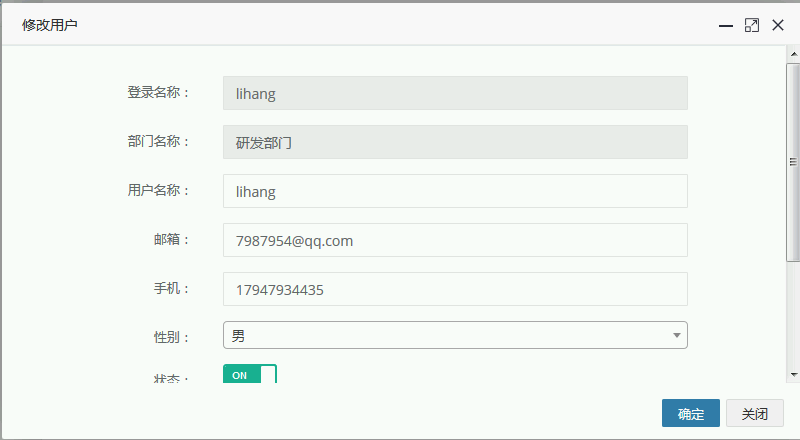 修改用户
登录名称： lihang
部门名称： 研发部门
用户名称： lihang
邮箱： 7987954@qq.com
手机： 17947934435
性别： 男
状态： ON
确定 关闭